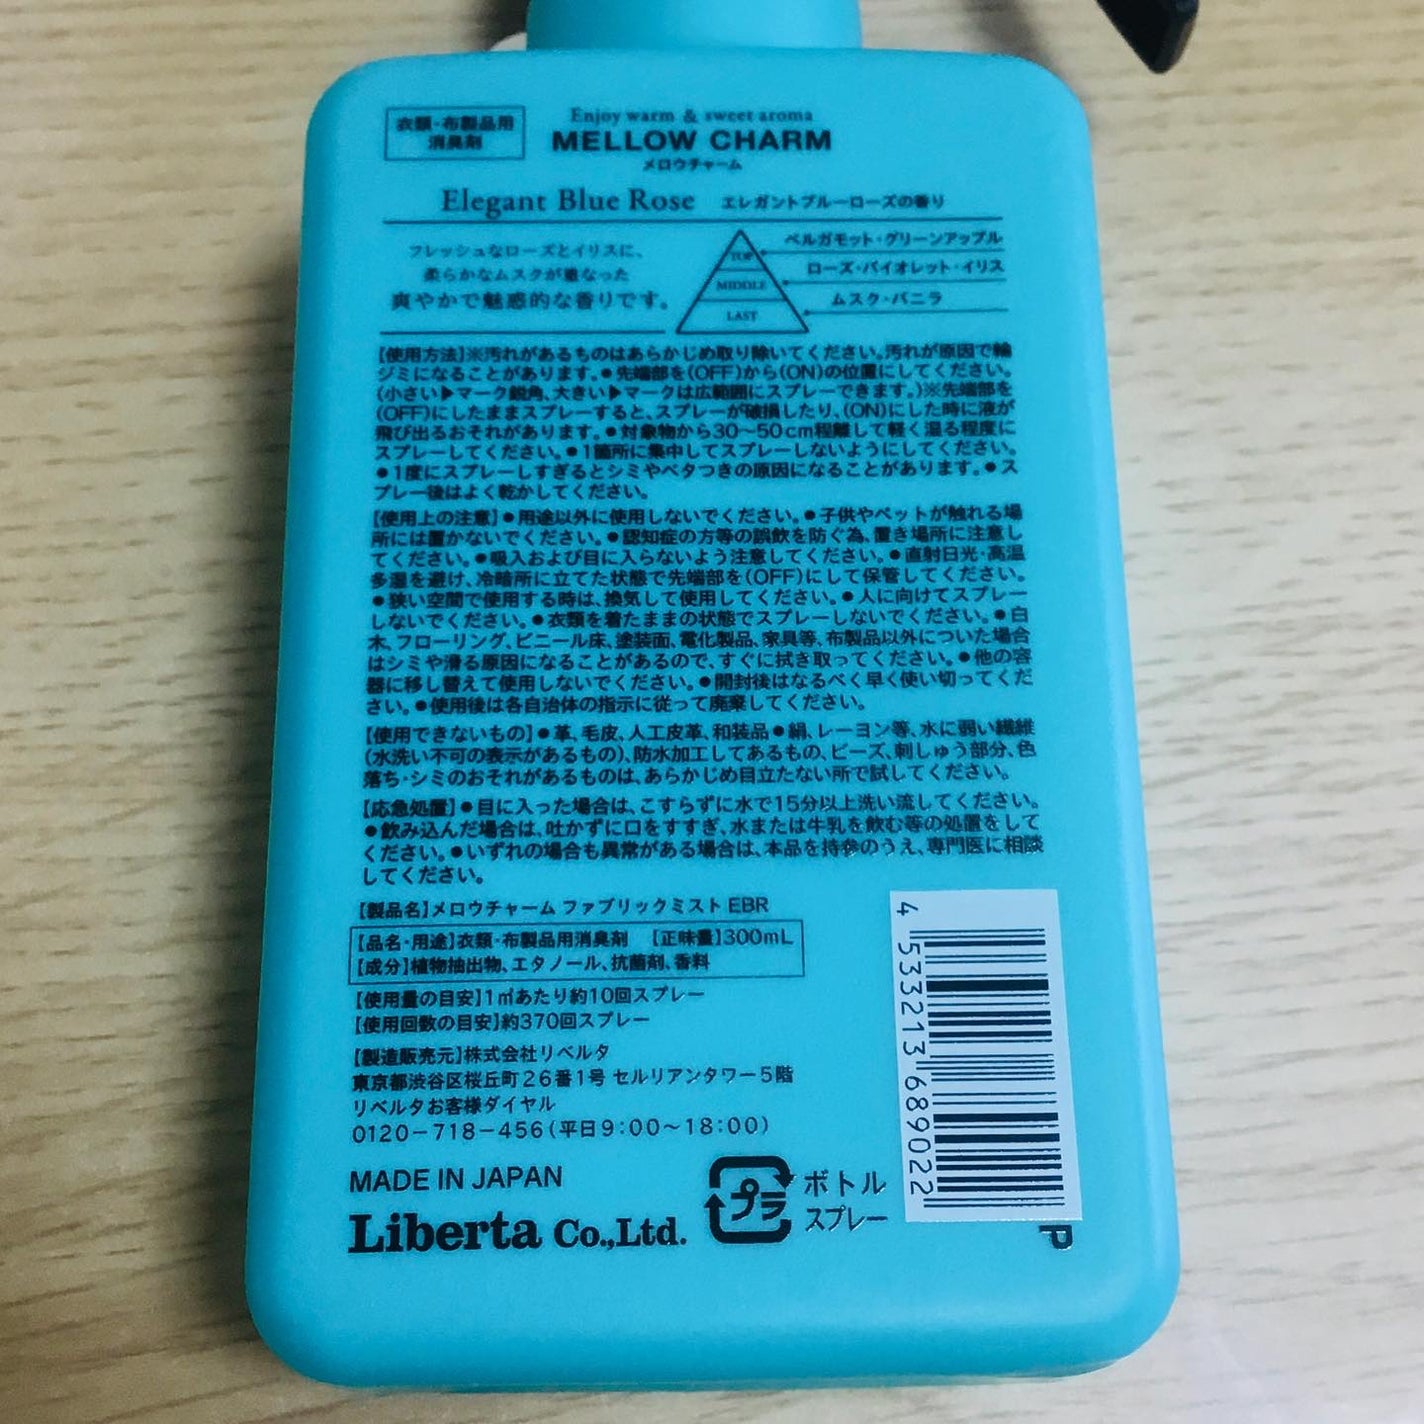 衣類・布製品用
消臭剤
Enjoy warm & sweet aroma
MELLOW CHARM
メロウチャーム
Elegant Blue Rose エレガントブルーローズの香り
フレッシュなローズとイリスに、
柔らかなムスクが重なった
爽やかで魅惑的な香りです。
TOP ベルガモット・グリーンアップル
MIDDLE ローズ・バイオレット・イリス
LAST ムスク・バニラ
【使用方法】※汚れがあるものはあらかじめ取り除いてください。汚れが原因で輪
ジミになることがあります。●先端部を(OFF)から(ON)の位置にしてください。
(小さい▶マーク鋭角、大きい▶マークは広範囲にスプレーできます。)※先端部を
(OFF)にしたままスプレーすると、スプレーが破損したり、(ON)にした時に液が
飛び出るおそれがあります。●対象物から30〜50cm程離して軽く湿る程度に
スプレーしてください。●1箇所に集中してスプレーしないようにしてください。
●1度にスプレーしすぎるとシミやベタつきの原因になることがあります。●ス
プレー後はよく乾かしてください。
【使用上の注意】●用途以外に使用しないでください。●子供やペットが触れる場
所には置かないでください。●認知症の方等の誤飲を防ぐ為、置き場所に注意し
てください。●吸入および目に入らないよう注意してください。●直射日光・高温
多湿を避け、冷暗所に立てた状態で先端部を(OFF)にして保管してください。
●狭い空間で使用する時は、換気して使用してください。●人に向けてスプレー
しないでください。●衣類を着たままの状態でスプレーしないでください。●白
木、フローリング、ビニール床、塗装面、電化製品、家具等、布製品以外についた場合
はシミや滑る原因になることがあるので、すぐに拭き取ってください。●他の容
器に移し替えて使用しないでください。●開封後はなるべく早く使い切ってくだ
さい。●使用後は各自治体の指示に従って廃棄してください。
【使用できないもの】●革、毛皮、人工皮革、和装品●絹、レーヨン等、水に弱い繊維
(水洗い不可の表示があるもの)、防水加工してあるもの、ビーズ、刺しゅう部分、色
落ち・シミのおそれがあるものは、あらかじめ目立たない所で試してください。
【応急処置】●目に入った場合は、こすらずに水で15分以上洗い流してください。
●飲み込んだ場合は、吐かずに口をすすぎ、水または牛乳を飲む等の処置をして
ください。●いずれの場合も異常がある場合は、本品を持参のうえ、専門医に相談
してください。
【製品名】メロウチャーム ファブリックミスト EBR
【品名・用途】衣類・布製品用消臭剤 【正味量】300mL
【成分】植物抽出物、エタノール、抗菌剤、香料
【使用量の目安】1㎡あたり約10回スプレー
【使用回数の目安】約370回スプレー
【製造販売元】株式会社リベルタ
東京都渋谷区桜丘町26番1号 セルリアンタワー5階
リベルタお客様ダイヤル
0120-718-456(平日9:00〜18:00)
MADE IN JAPAN
Liberta Co.,Ltd.
プラ
ボトル
スプレー
4 533213 689022
P